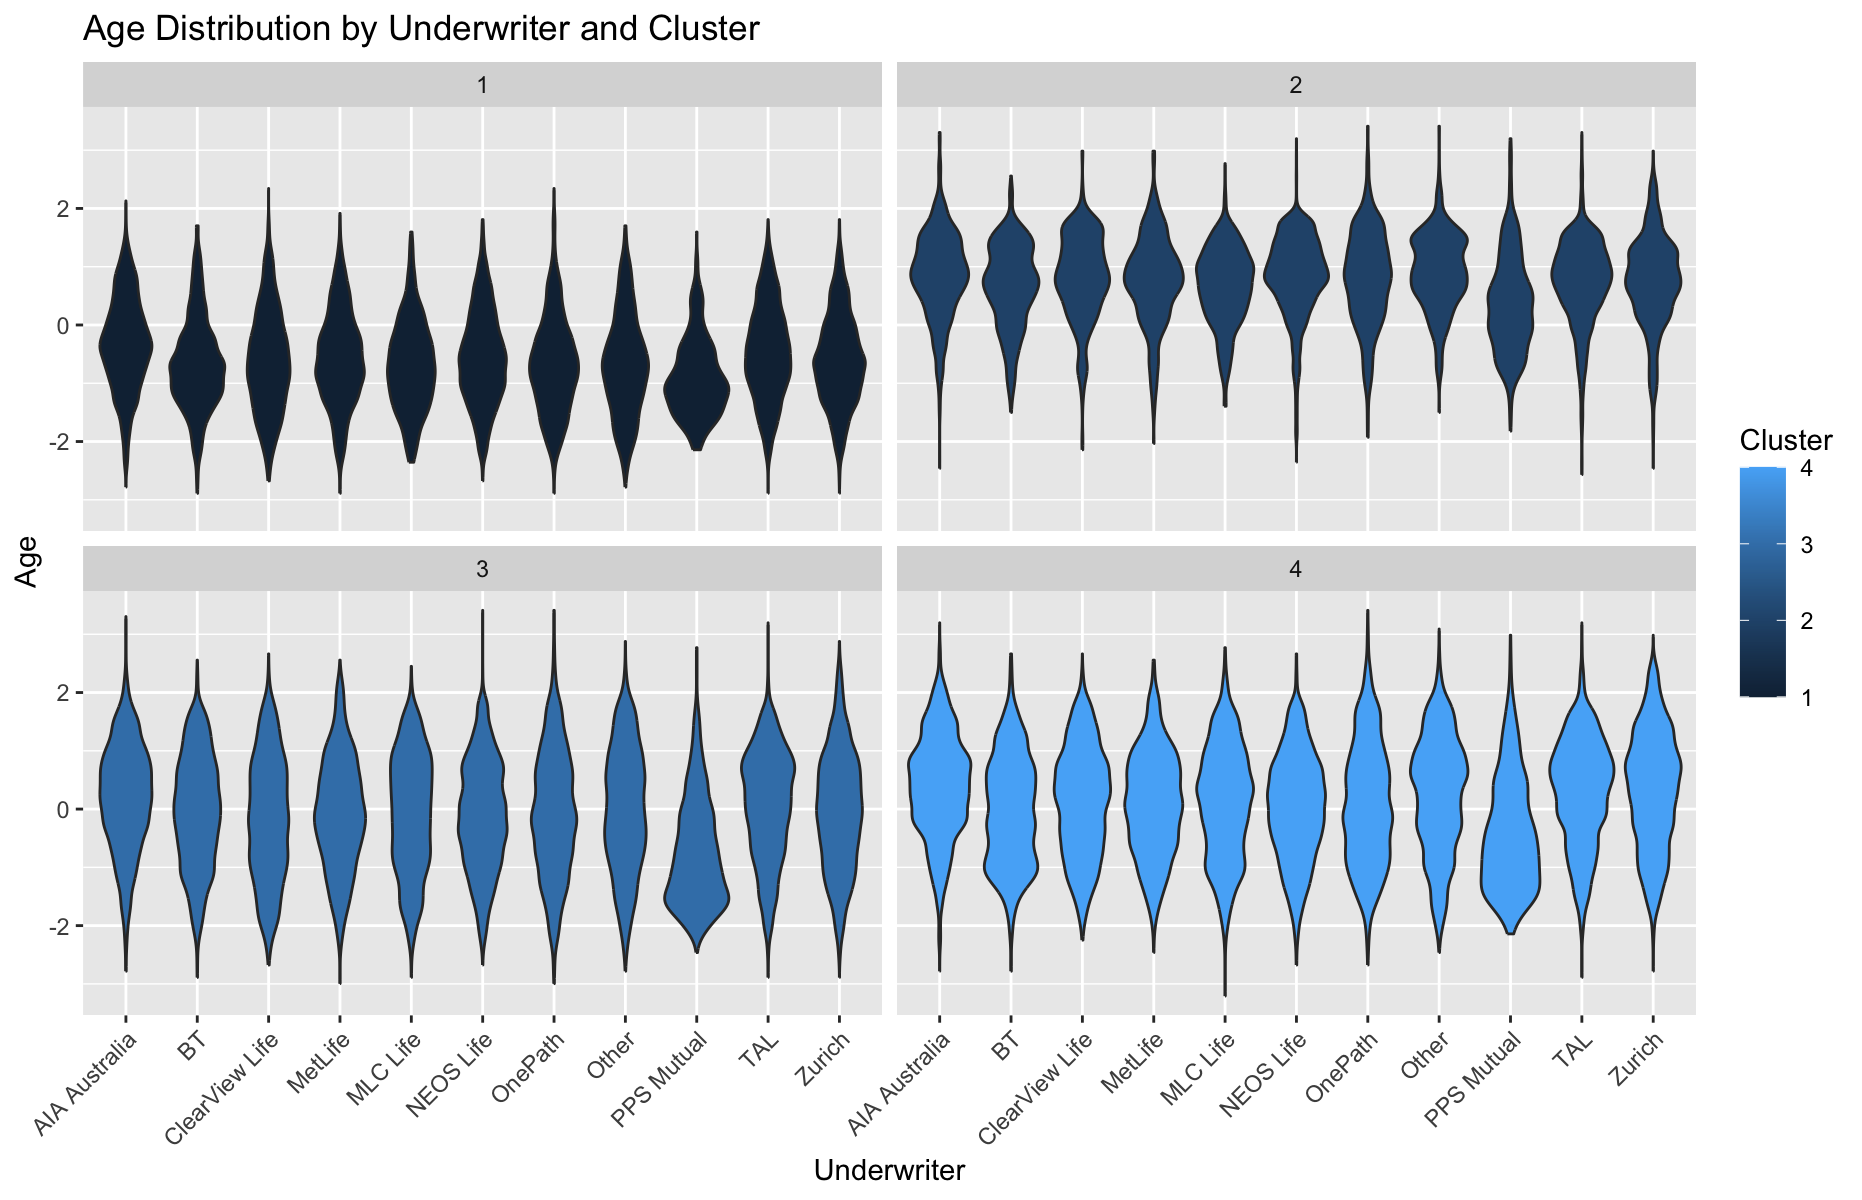 Age Distribution by Underwriter and Cluster
1
2
2
0
-2
3
4
2
0
-2
Age
AIA Australia
BT
ClearView Life
MetLife
MLC Life
NEOS Life
OnePath
Other
PPS Mutual
TAL
Zurich
AIA Australia
BT
ClearView Life
MetLife
MLC Life
NEOS Life
OnePath
Other
PPS Mutual
TAL
Zurich
Underwriter
Cluster
4
3
2
1